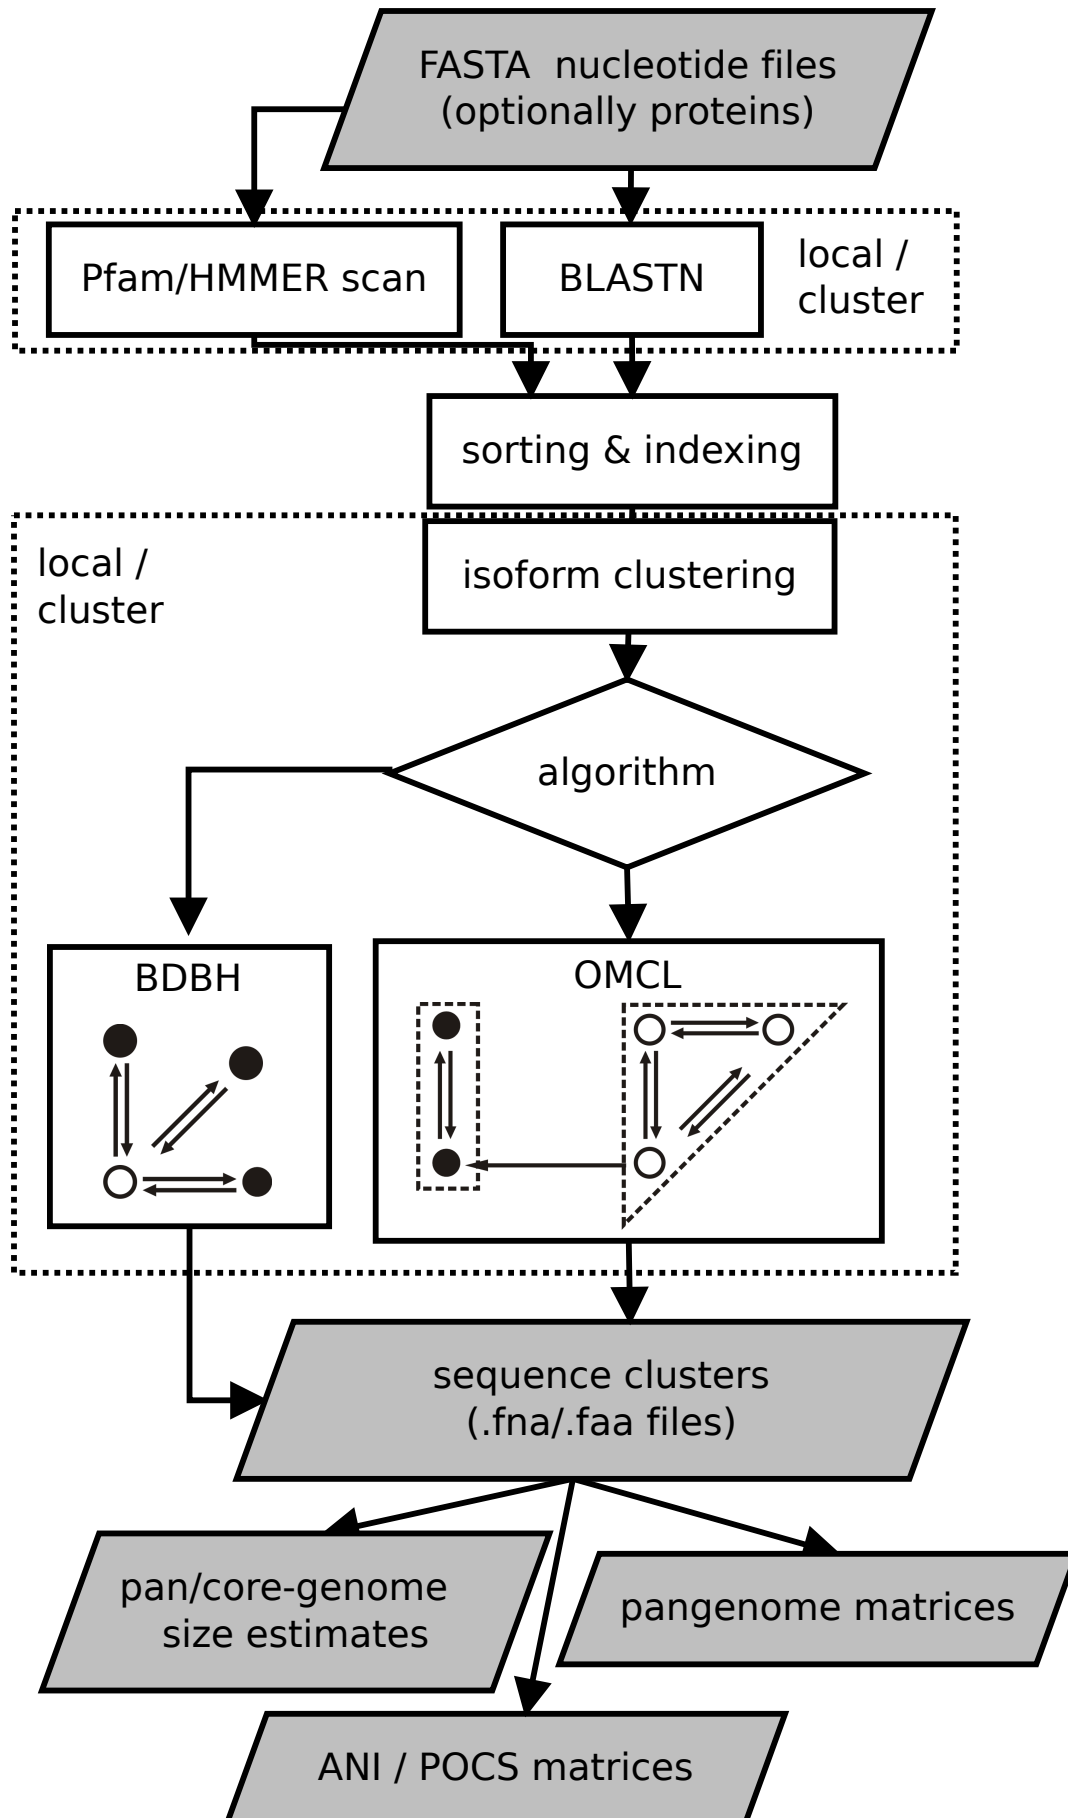 FASTA  nucleotide files
(optionally proteins)
Pfam/HMMER scan
BLASTN
local /
cluster
sorting & indexing
local /
cluster
isoform clustering
algorithm
BDBH
OMCL
sequence clusters
(.fna/.faa files)
pan/core-genome
size estimates
pangenome matrices
ANI / POCS matrices